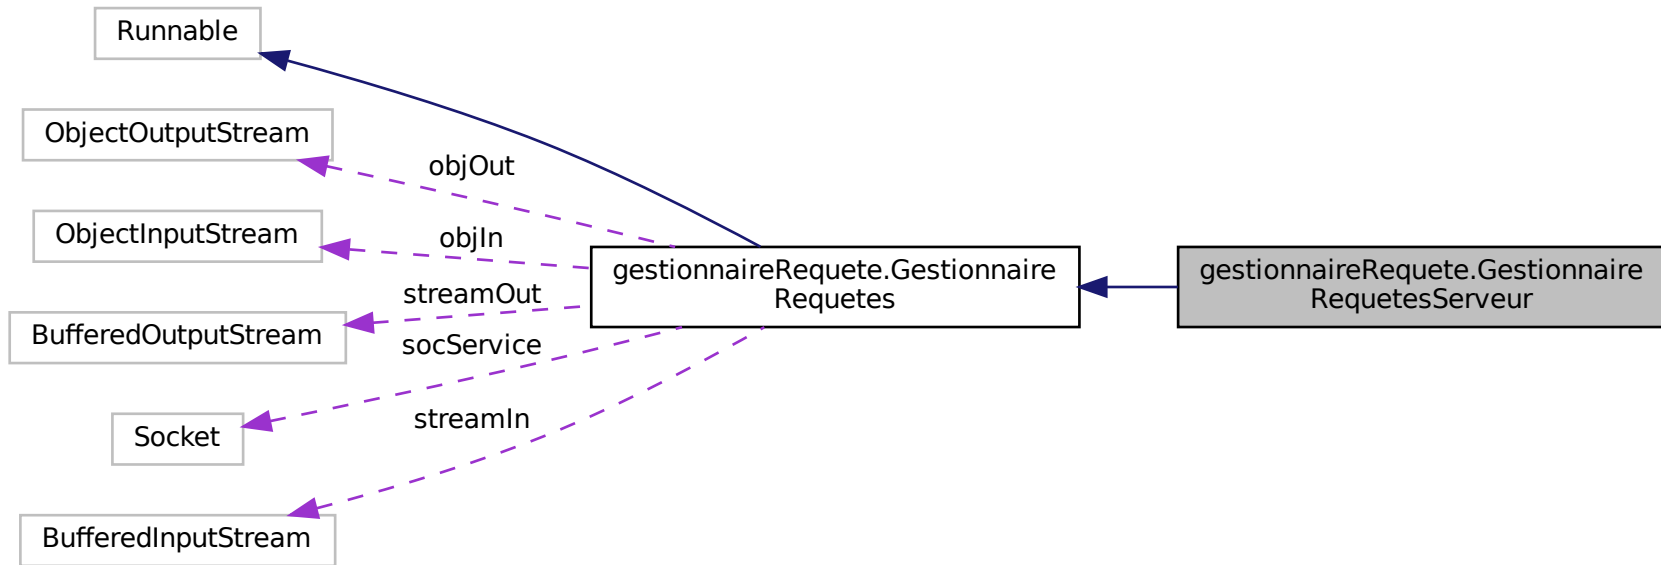 Runnable
ObjectOutputStream
objOut
ObjectInputStream
objIn
gestionnaireRequete.Gestionnaire
Requetes
gestionnaireRequete.Gestionnaire
RequetesServeur
streamOut
BufferedOutputStream
socService
Socket
streamIn
BufferedInputStream